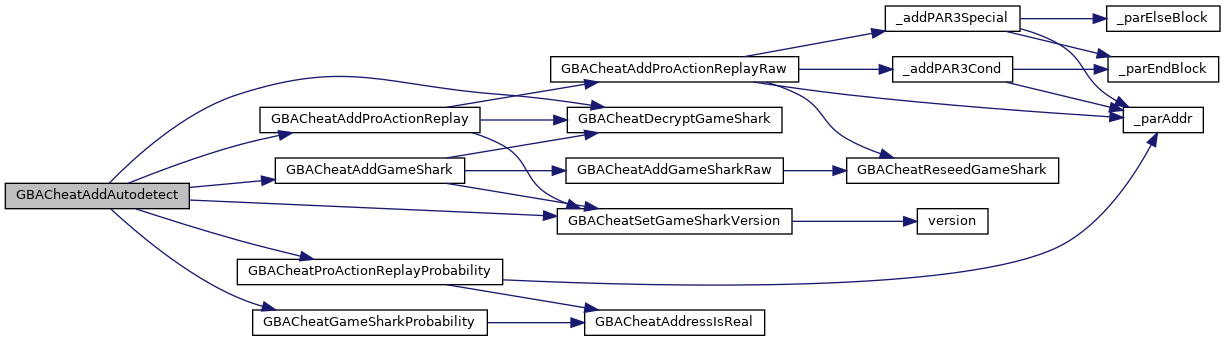 _addPAR3Special
_parElseBlock
GBACheatAddProActionReplayRaw
_addPAR3Cond
_parEndBlock
GBACheatAddProActionReplay
GBACheatDecryptGameShark
_parAddr
GBACheatAddGameShark
GBACheatAddGameSharkRaw
GBACheatReseedGameShark
GBACheatAddAutodetect
GBACheatSetGameSharkVersion
version
GBACheatProActionReplayProbability
GBACheatGameSharkProbability
GBACheatAddressIsReal